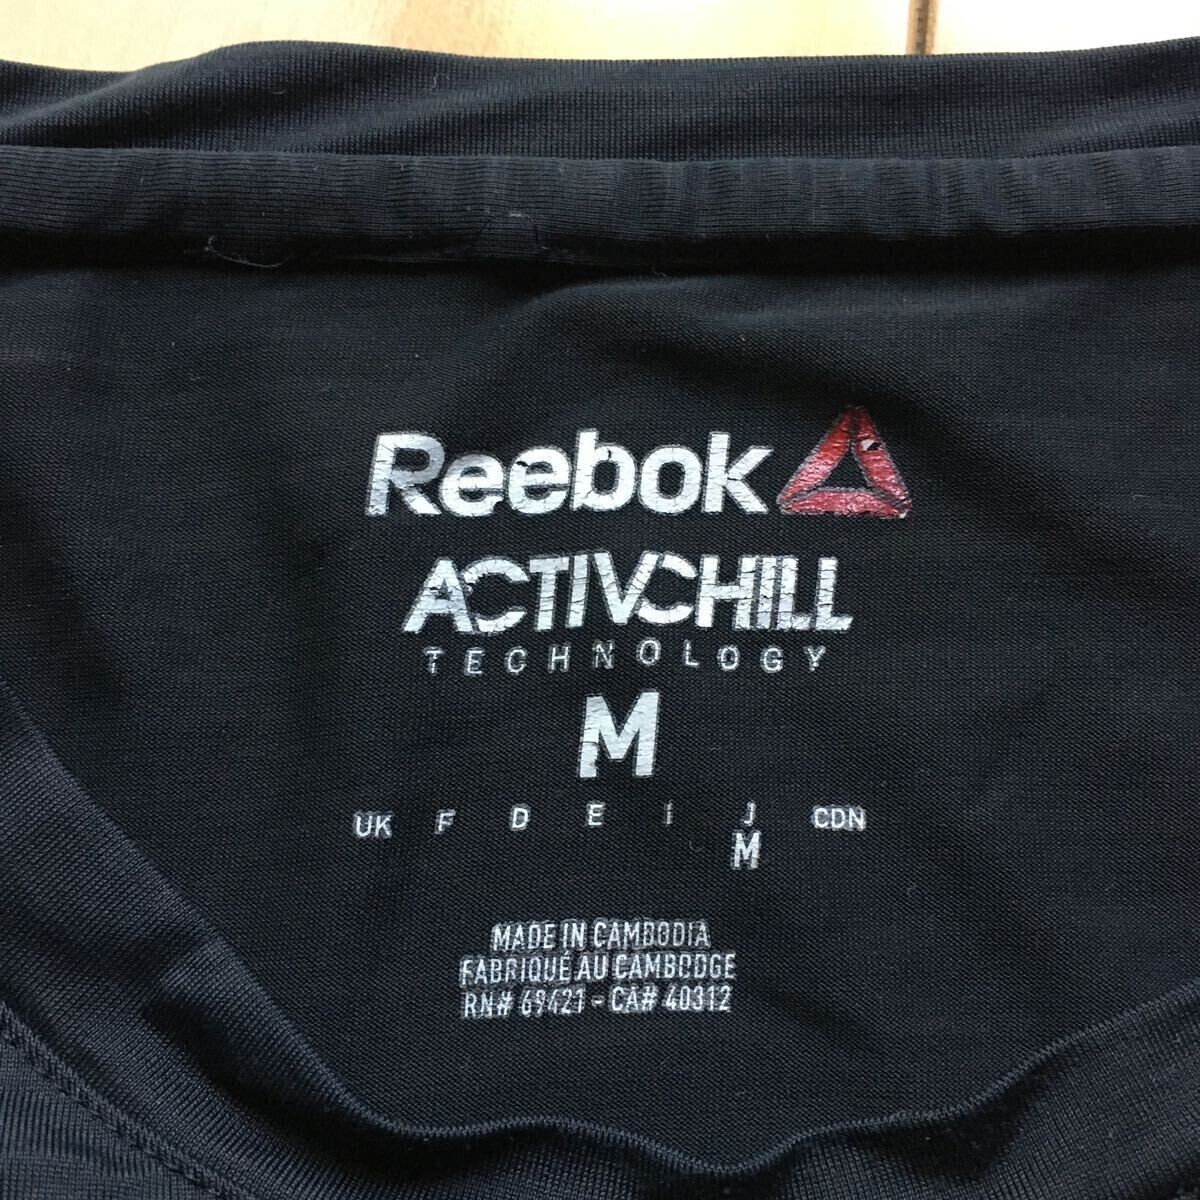 Reebok
ACTIVCHILL
TECHNOLOGY
M
UK F D E I J CDN
M
MADE IN CAMBODIA
FABRIQUÉ AU CAMBODGE
RN# 69421 - CA# 40312